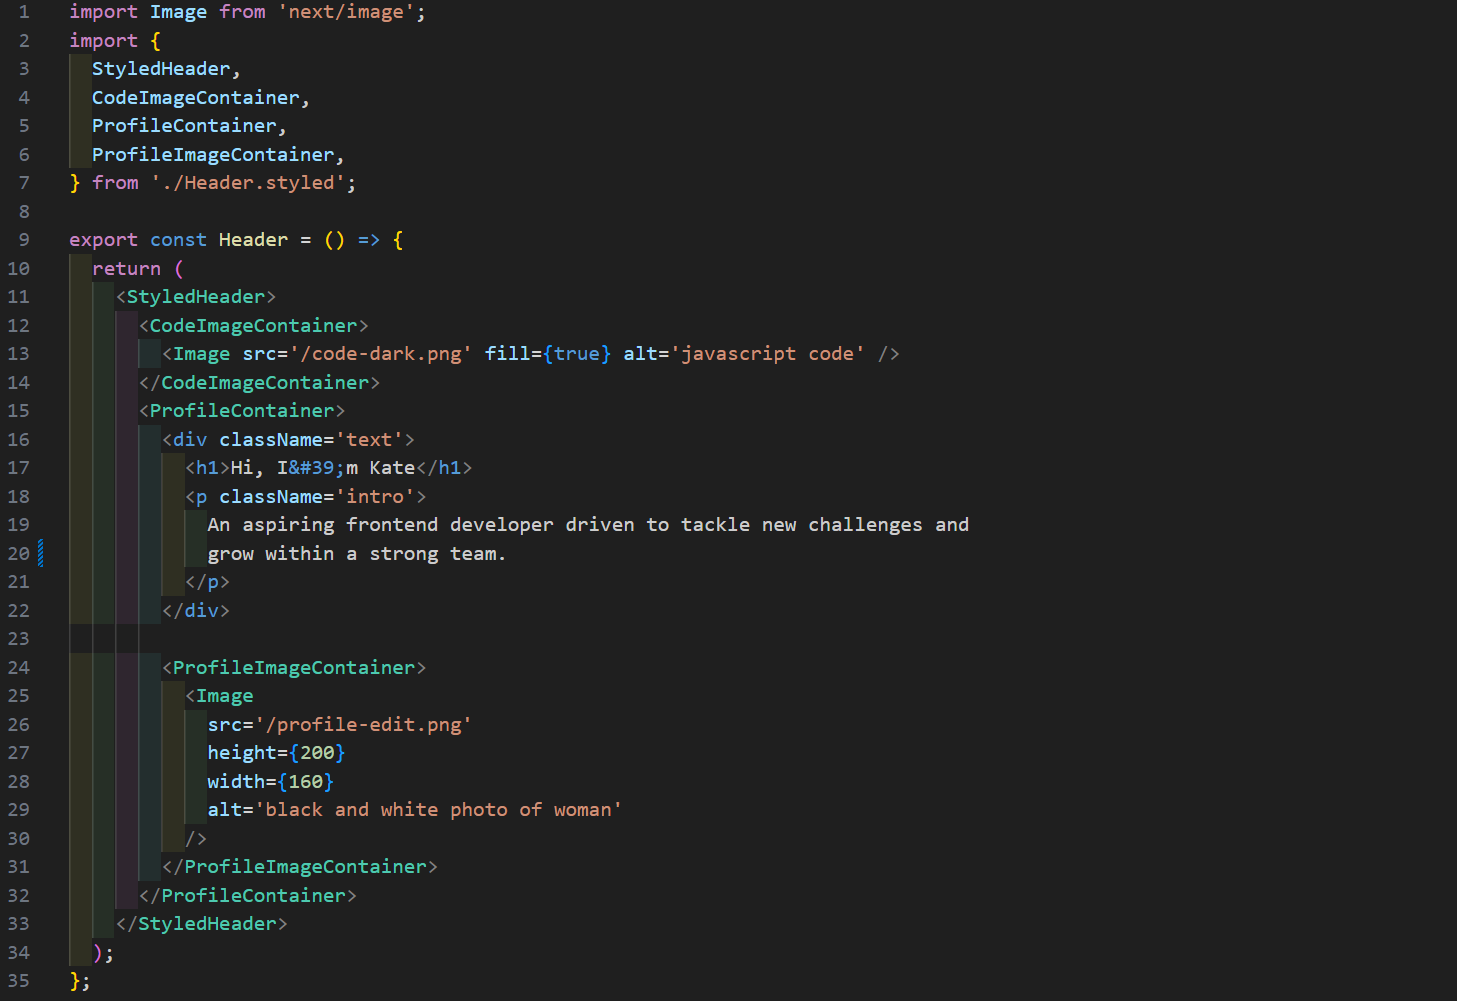 1 import Image from 'next/image';
2 import {
3 StyledHeader,
4 CodeImageContainer,
5 ProfileContainer,
6 ProfileImageContainer,
7 } from './Header.styled';
8
9 export const Header = () => {
10 return (
11 <StyledHeader>
12 <CodeImageContainer>
13 <Image src='/code-dark.png' fill={true} alt='javascript code' />
14 </CodeImageContainer>
15 <ProfileContainer>
16 <div className='text'>
17 <h1>Hi, I&#39;m Kate</h1>
18 <p className='intro'>
19 An aspiring frontend developer driven to tackle new challenges and
20 grow within a strong team.
21 </p>
22 </div>
23
24 <ProfileImageContainer>
25 <Image
26 src='/profile-edit.png'
27 height={200}
28 width={160}
29 alt='black and white photo of woman'
30 />
31 </ProfileImageContainer>
32 </ProfileContainer>
33 </StyledHeader>
34 );
35 };